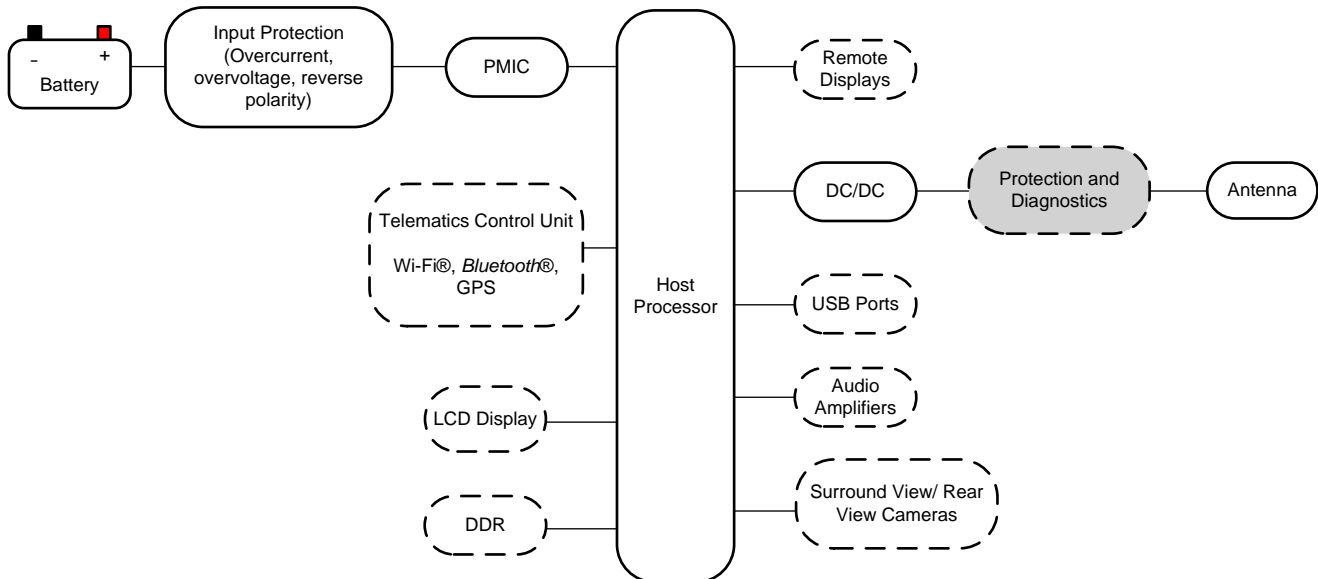 - +
Battery
Input Protection
(Overcurrent,
overvoltage, reverse
polarity)
PMIC
Telematics Control Unit
Wi-Fi®, Bluetooth®,
GPS
LCD Display
DDR
Host
Processor
Remote
Displays
DC/DC
Protection and
Diagnostics
Antenna
USB Ports
Audio
Amplifiers
Surround View/ Rear
View Cameras